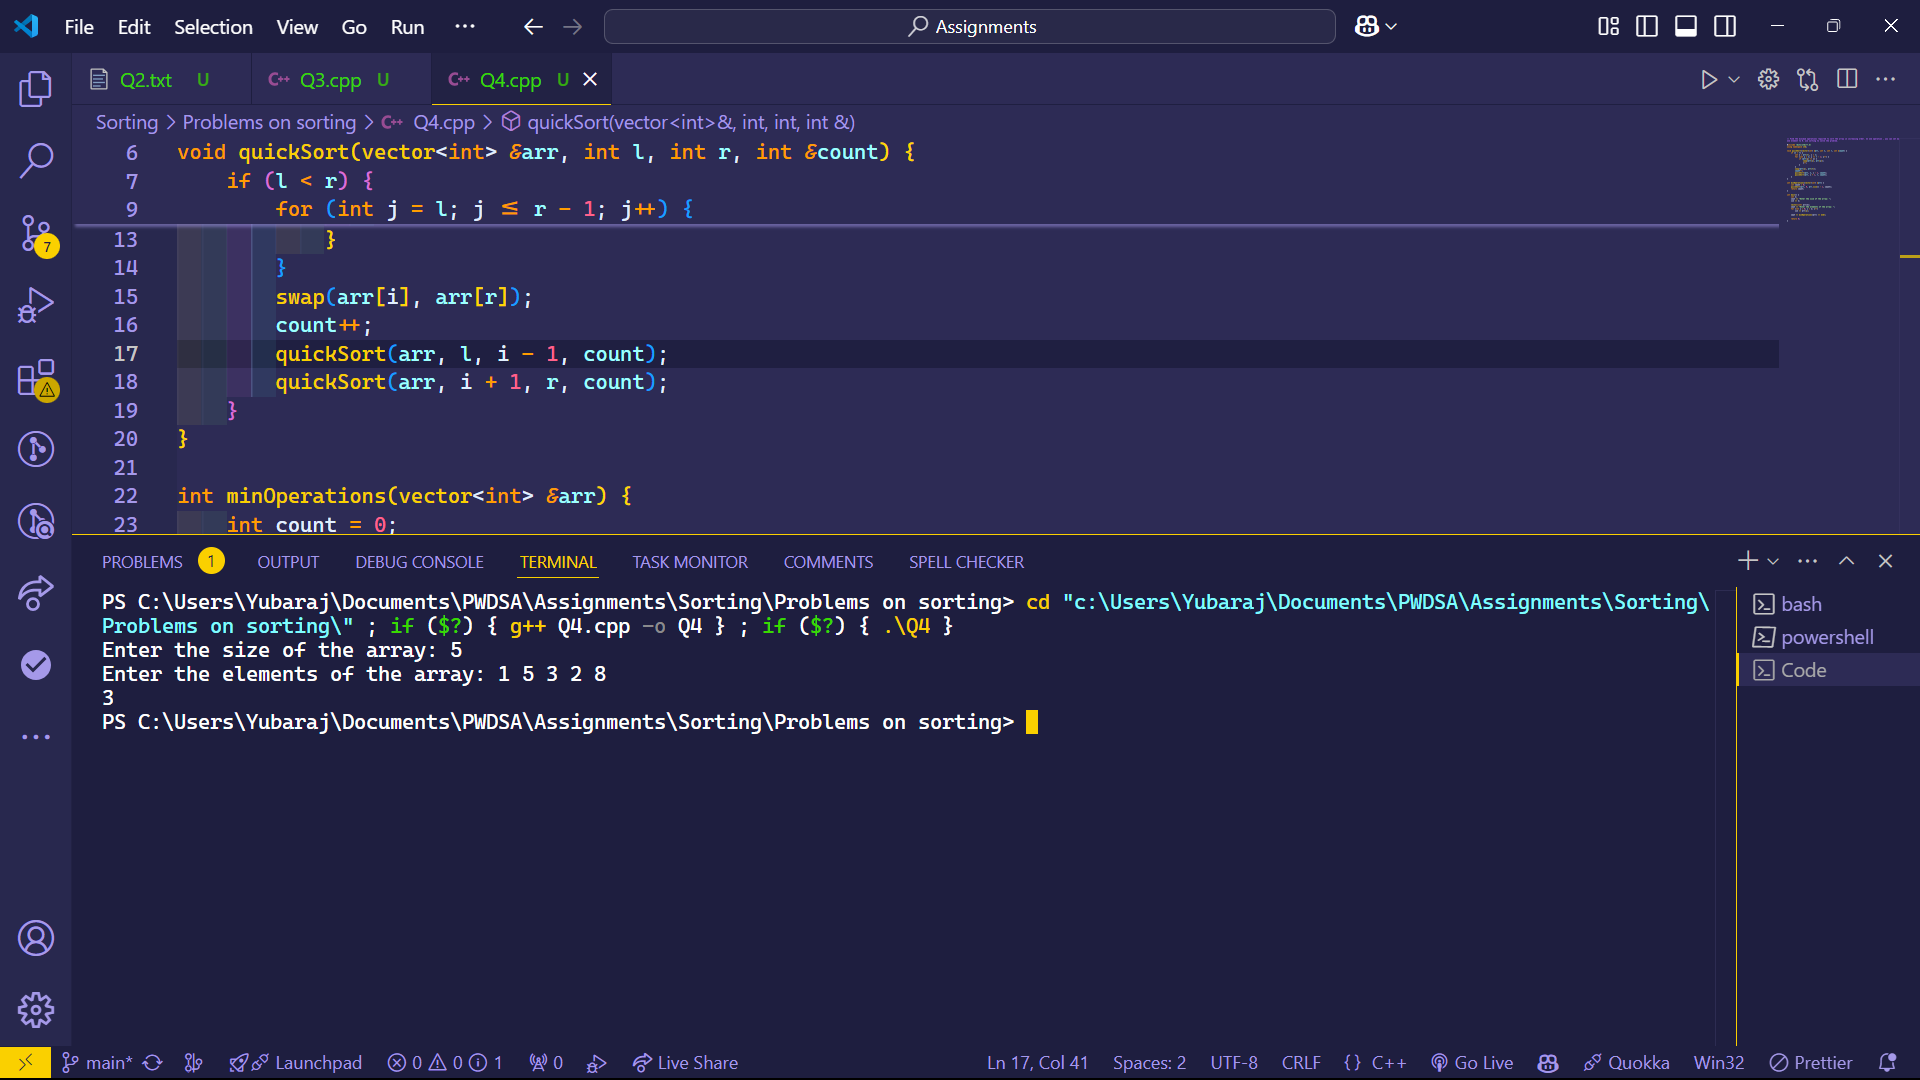 File Edit Selection View Go Run ··· Assignments
Q2.txt U C++ Q3.cpp U C++ Q4.cpp U
Sorting > Problems on sorting > C++ Q4.cpp > quickSort(vector<int>&, int, int, int &)
6 void quickSort(vector<int> &arr, int l, int r, int &count) {
7 if (l < r) {
9 for (int j = l; j ≤ r - 1; j++) {
13 }
14 }
15 swap(arr[i], arr[r]);
16 count++;
17 quickSort(arr, l, i - 1, count);
18 quickSort(arr, i + 1, r, count);
19 }
20 }
21
22 int minOperations(vector<int> &arr) {
23 int count = 0;
7
PROBLEMS 1 OUTPUT DEBUG CONSOLE TERMINAL TASK MONITOR COMMENTS SPELL CHECKER
PS C:\Users\Yubaraj\Documents\PWDSA\Assignments\Sorting\Problems on sorting> cd "c:\Users\Yubaraj\Documents\PWDSA\Assignments\Sorting\
Problems on sorting\" ; if ($?) { g++ Q4.cpp -o Q4 } ; if ($?) { .\Q4 }
Enter the size of the array: 5
Enter the elements of the array: 1 5 3 2 8
3
PS C:\Users\Yubaraj\Documents\PWDSA\Assignments\Sorting\Problems on sorting>
bash
powershell
Code
main* Launchpad 0 0 1 0 Live Share Ln 17, Col 41 Spaces: 2 UTF-8 CRLF {} C++ Go Live Quokka Win32 Prettier